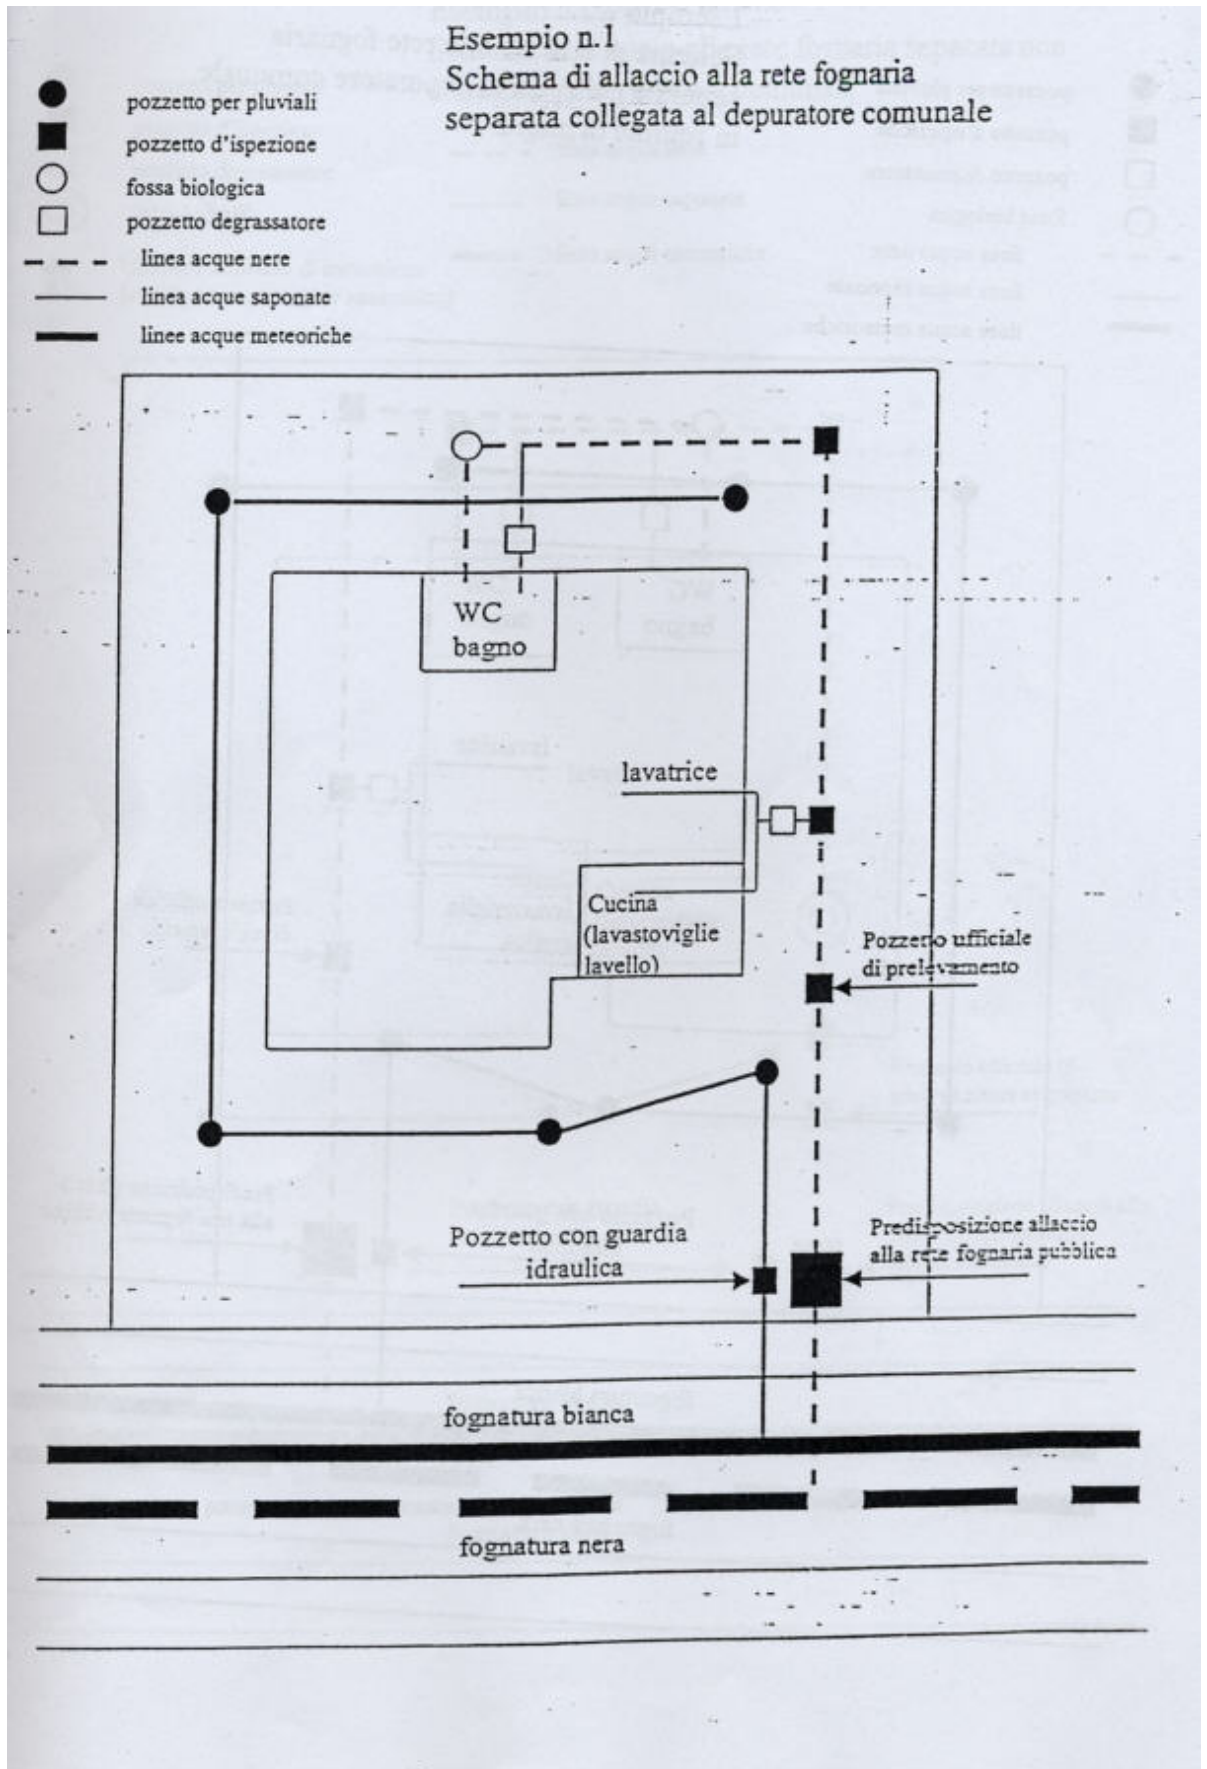 Esempio n.1
Schema di allaccio alla rete fognaria
separata collegata al depuratore comunale
pozzetto per pluviali
pozzetto d'ispezione
fossa biologica
pozzetto degrassatore
linea acque nere
linea acque saponate
linee acque meteoriche
WC
bagno
lavatrice
Cucina
(lavastoviglie
lavello)
Pozzetto ufficiale
di prelevamento
Pozzetto con guardia
idraulica
Predisposizione allaccio
alla rete fognaria pubblica
fognatura bianca
fognatura nera